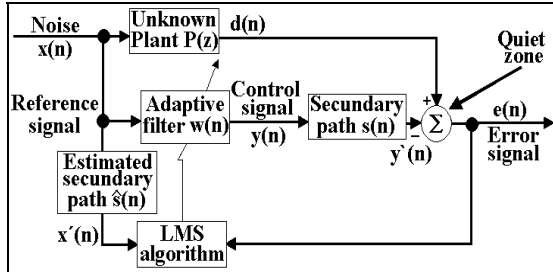 Noise
x(n)
Unknown
Plant P(z)
d(n)
Quiet
zone
Reference
signal
Adaptive
filter w(n)
Control
signal
y(n)
Secundary
path s(n)
+
−
Σ
y`(n)
e(n)
Error
signal
Estimated
secundary
path ŝ(n)
x´(n)
LMS
algorithm